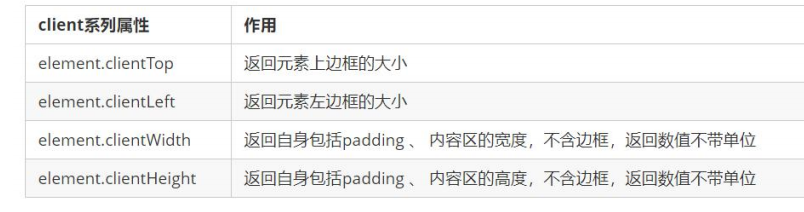 client系列属性 作用
element.clientTop 返回元素上边框的大小
element.clientLeft 返回元素左边框的大小
element.clientWidth 返回自身包括padding 、 内容区的宽度，不含边框，返回数值不带单位
element.clientHeight 返回自身包括padding 、 内容区的高度，不含边框，返回数值不带单位